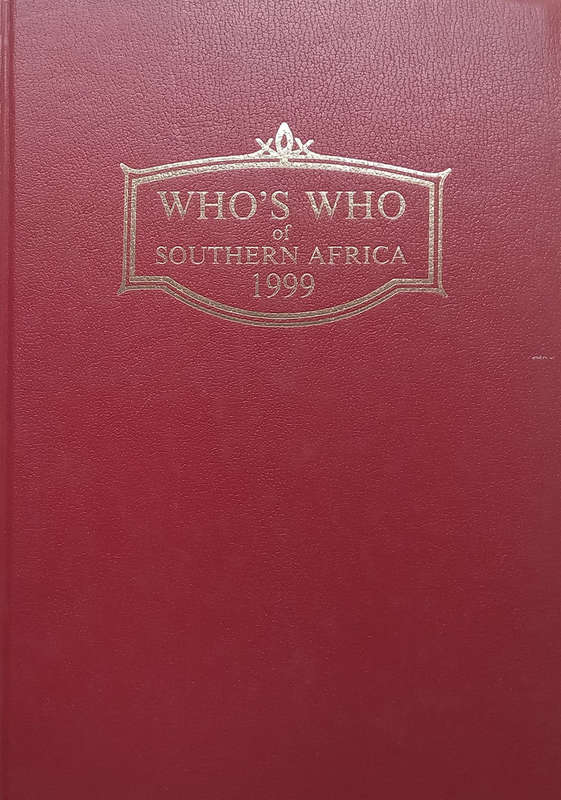 WHO'S WHO
of
SOUTHERN AFRICA
1999